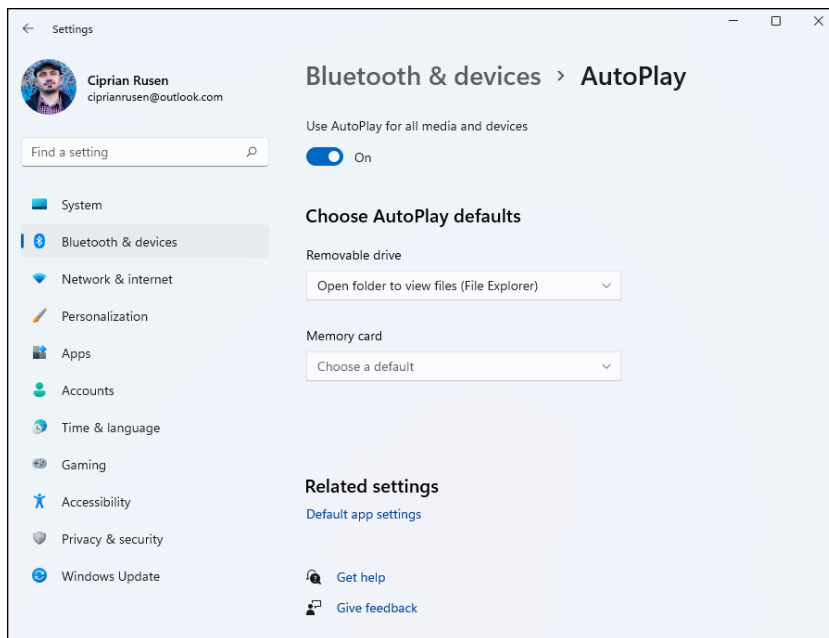 Settings
Ciprian Rusen
ciprianrusen@outlook.com
Find a setting
System
Bluetooth & devices
Network & internet
Personalization
Apps
Accounts
Time & language
Gaming
Accessibility
Privacy & security
Windows Update
Bluetooth & devices > AutoPlay
Use AutoPlay for all media and devices
On
Choose AutoPlay defaults
Removable drive
Open folder to view files (File Explorer)
Memory card
Choose a default
Related settings
Default app settings
Get help
Give feedback